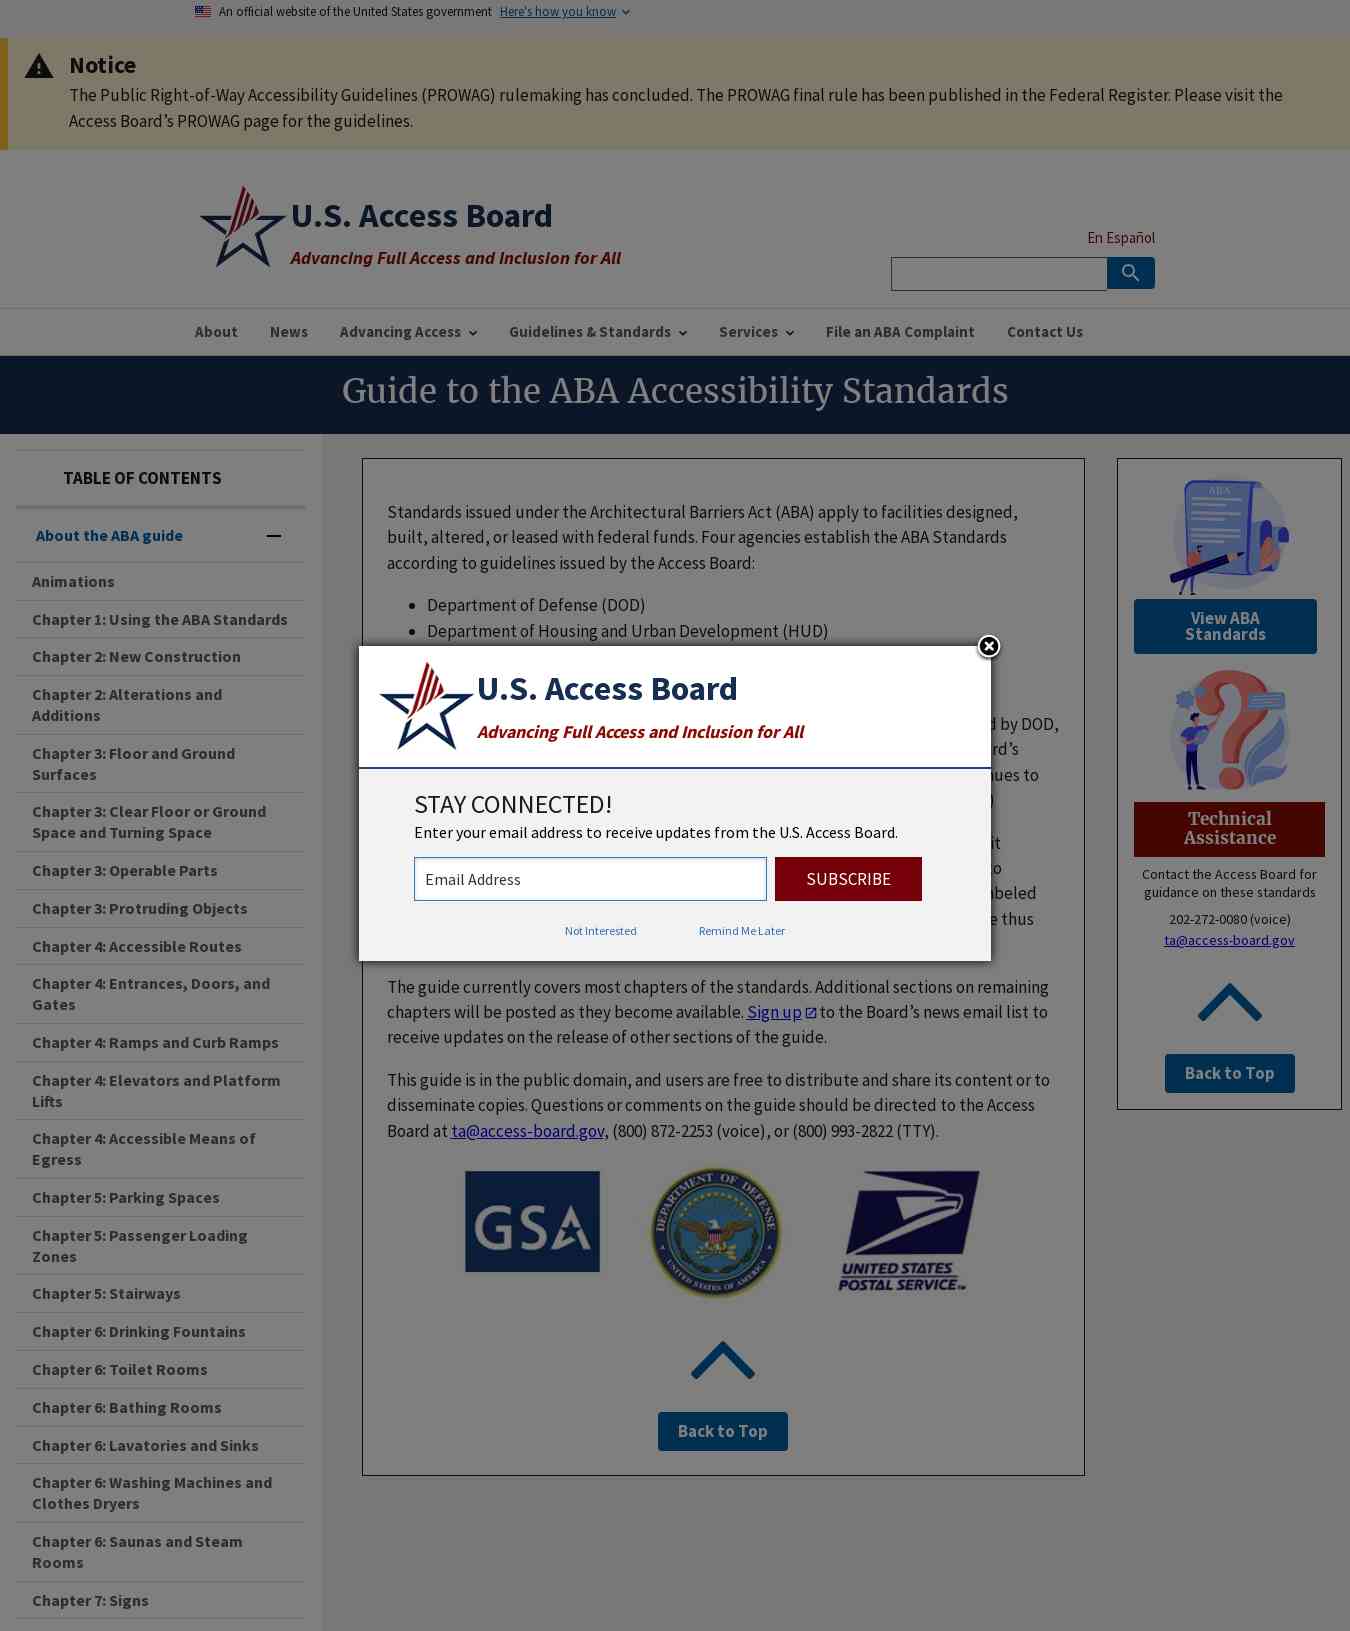 An official website of the United States government Here's how you know
Notice
The Public Right-of-Way Accessibility Guidelines (PROWAG) rulemaking has concluded. The PROWAG final rule has been published in the Federal Register. Please visit the
Access Board’s PROWAG page for the guidelines.
U.S. Access Board
Advancing Full Access and Inclusion for All
En Español
About News Advancing Access Guidelines & Standards Services File an ABA Complaint Contact Us
Guide to the ABA Accessibility Standards
TABLE OF CONTENTS
About the ABA guide
Animations
Chapter 1: Using the ABA Standards
Chapter 2: New Construction
Chapter 2: Alterations and
Additions
Chapter 3: Floor and Ground
Surfaces
Chapter 3: Clear Floor or Ground
Space and Turning Space
Chapter 3: Operable Parts
Chapter 3: Protruding Objects
Chapter 4: Accessible Routes
Chapter 4: Entrances, Doors, and
Gates
Chapter 4: Ramps and Curb Ramps
Chapter 4: Elevators and Platform
Lifts
Chapter 4: Accessible Means of
Egress
Chapter 5: Parking Spaces
Chapter 5: Passenger Loading
Zones
Chapter 5: Stairways
Chapter 6: Drinking Fountains
Chapter 6: Toilet Rooms
Chapter 6: Bathing Rooms
Chapter 6: Lavatories and Sinks
Chapter 6: Washing Machines and
Clothes Dryers
Chapter 6: Saunas and Steam
Rooms
Chapter 7: Signs
Standards issued under the Architectural Barriers Act (ABA) apply to facilities designed,
built, altered, or leased with federal funds. Four agencies establish the ABA Standards
according to guidelines issued by the Access Board:
Department of Defense (DOD)
Department of Housing and Urban Development (HUD)
by DOD,
to
thus
U.S. Access Board
Advancing Full Access and Inclusion for All
STAY CONNECTED!
Enter your email address to receive updates from the U.S. Access Board.
Email Address
SUBSCRIBE
Not Interested Remind Me Later
The guide currently covers most chapters of the standards. Additional sections on remaining
chapters will be posted as they become available. Sign up to the Board’s news email list to
receive updates on the release of other sections of the guide.
This guide is in the public domain, and users are free to distribute and share its content or to
disseminate copies. Questions or comments on the guide should be directed to the Access
Board at ta@access-board.gov, (800) 872-2253 (voice), or (800) 993-2822 (TTY).
GSA
DEPARTMENT OF DEFENSE
UNITED STATES OF AMERICA
UNITED STATES
POSTAL SERVICE
Back to Top
ABA
View ABA
Standards
Technical
Assistance
Contact the Access Board for
guidance on these standards
202-272-0080 (voice)
ta@access-board.gov
Back to Top